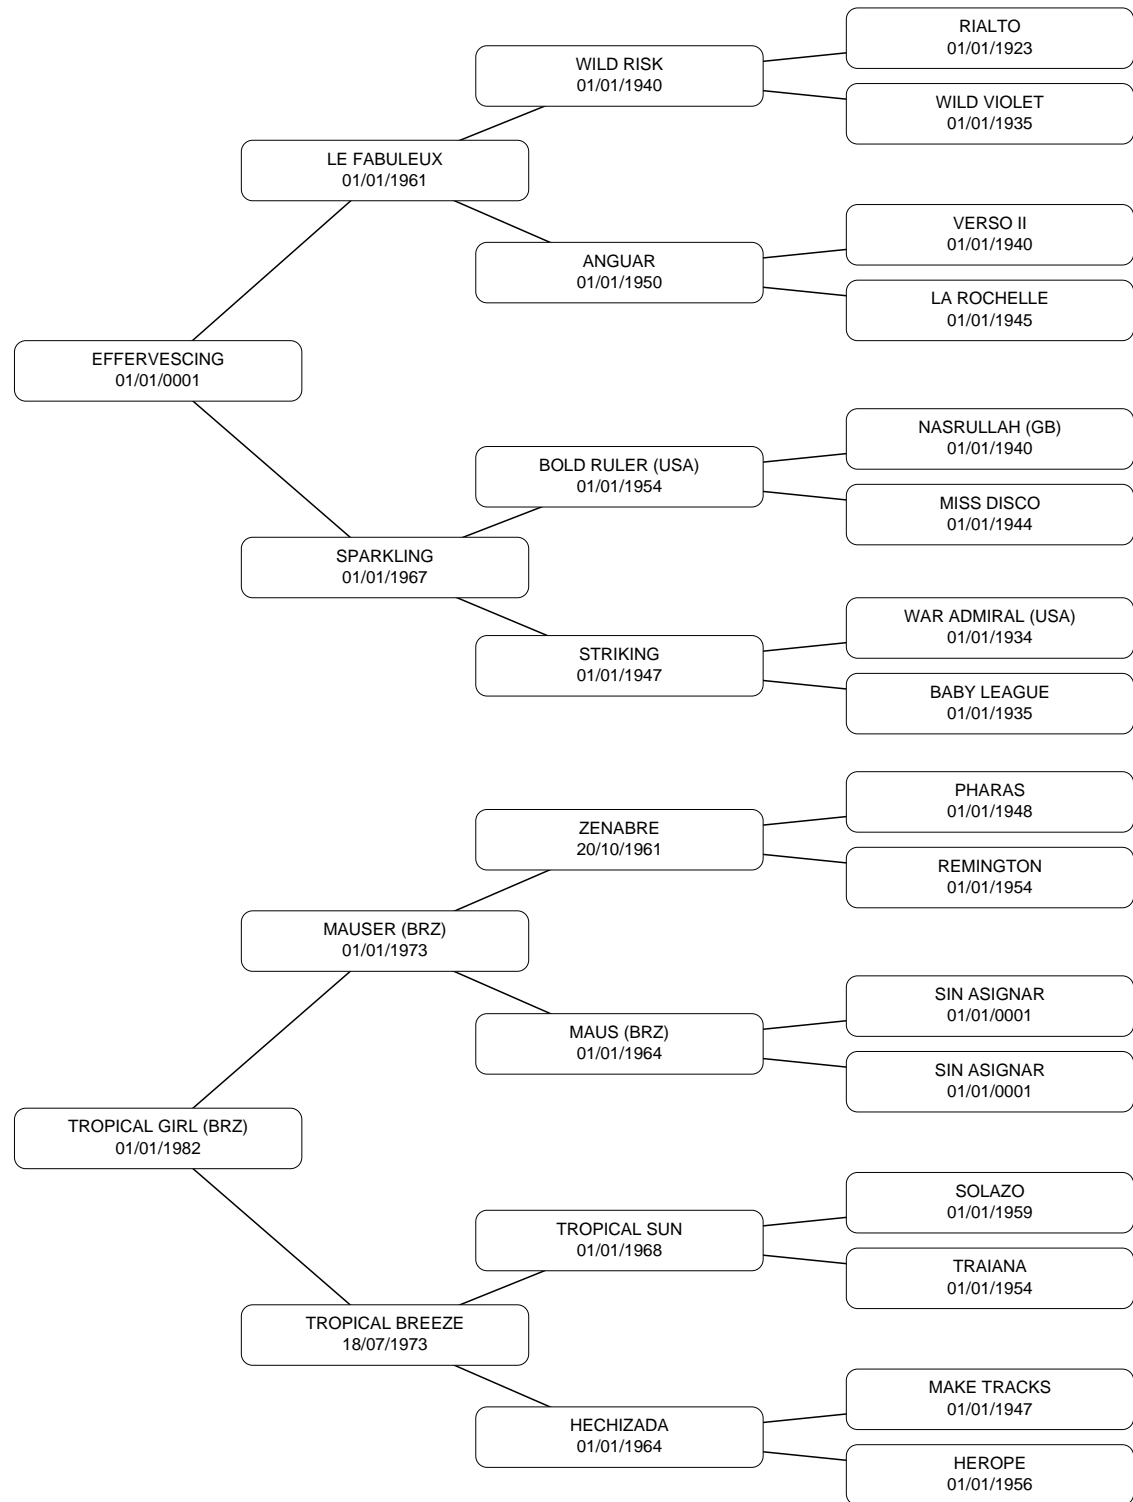 RIALTO
01/01/1923
WILD RISK
01/01/1940
WILD VIOLET
01/01/1935
LE FABULEUX
01/01/1961
VERSO II
01/01/1940
ANGUAR
01/01/1950
LA ROCHELLE
01/01/1945
EFFERVESCING
01/01/0001
NASRULLAH (GB)
01/01/1940
BOLD RULER (USA)
01/01/1954
MISS DISCO
01/01/1944
SPARKLING
01/01/1967
WAR ADMIRAL (USA)
01/01/1934
STRIKING
01/01/1947
BABY LEAGUE
01/01/1935
PHARAS
01/01/1948
ZENABRE
20/10/1961
REMINGTON
01/01/1954
MAUSER (BRZ)
01/01/1973
SIN ASIGNAR
01/01/0001
MAUS (BRZ)
01/01/1964
SIN ASIGNAR
01/01/0001
TROPICAL GIRL (BRZ)
01/01/1982
SOLAZO
01/01/1959
TROPICAL SUN
01/01/1968
TRAIANA
01/01/1954
TROPICAL BREEZE
18/07/1973
MAKE TRACKS
01/01/1947
HECHIZADA
01/01/1964
HEROPE
01/01/1956